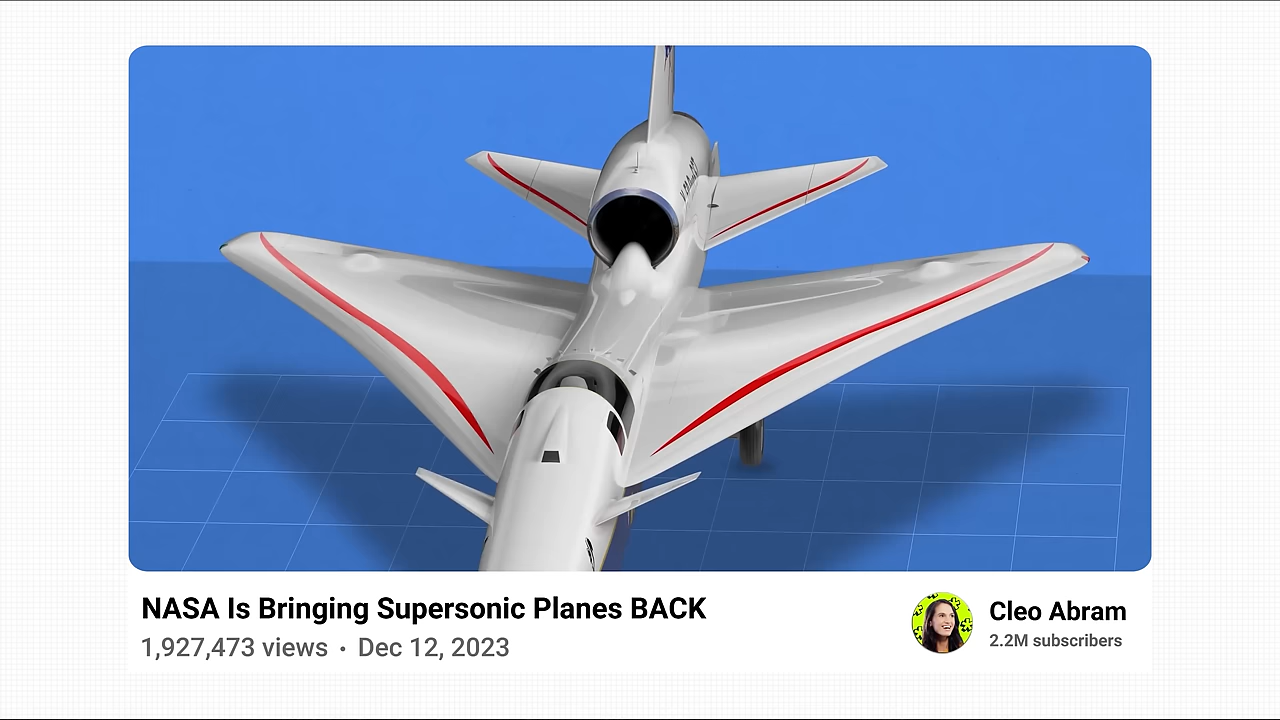 NASA Is Bringing Supersonic Planes BACK
1,927,473 views • Dec 12, 2023
Cleo Abram
2.2M subscribers